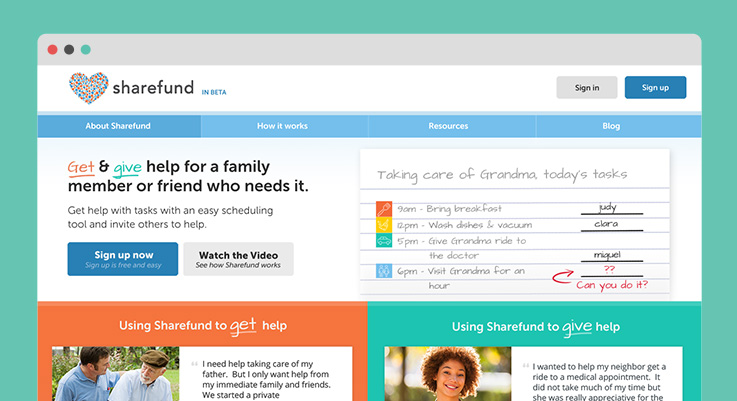 sharefund IN BETA
Sign in
Sign up
About Sharefund
How it works
Resources
Blog
Get & give help for a family
member or friend who needs it.
Get help with tasks with an easy scheduling
tool and invite others to help.
Sign up now
Sign up is free and easy
Watch the Video
See how Sharefund works
Taking care of Grandma, today's tasks
9am - Bring breakfast judy
12pm - Wash dishes & vacuum clara
5pm - Give Grandma ride to
the doctor miguel
6pm - Visit Grandma for an ??
hour Can you do it?
Using Sharefund to get help
“ I need help taking care of my
father. But I only want help from
my immediate family and friends.
We started a private
Using Sharefund to give help
“ I wanted to help my neighbor get a
ride to a medical appointment. It
did not take much of my time but
she was really appreciative for the